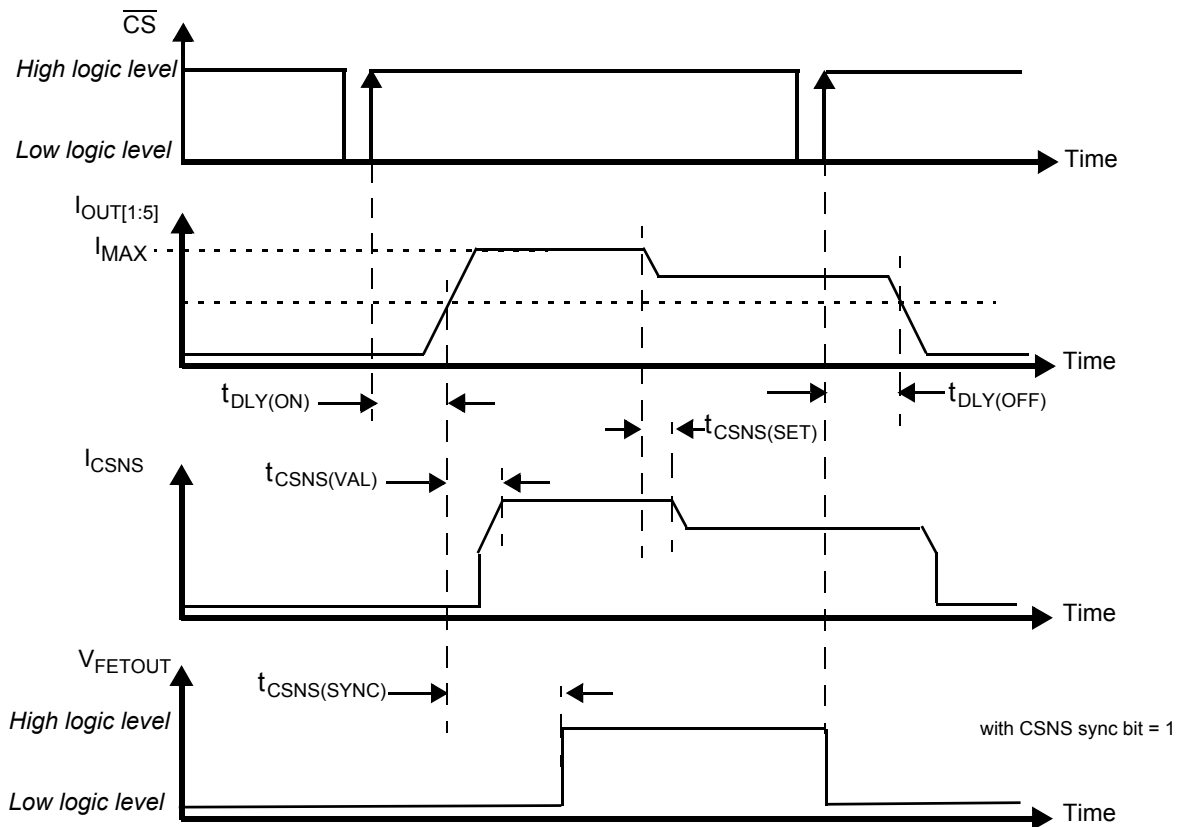 CS
High logic level
Low logic level
Time
IOUT[1:5]
IMAX
Time
tDLY(ON)
tDLY(OFF)
tCSNS(SET)
ICSNS
tCSNS(VAL)
Time
VFETOUT
tCSNS(SYNC)
High logic level
with CSNS sync bit = 1
Low logic level
Time